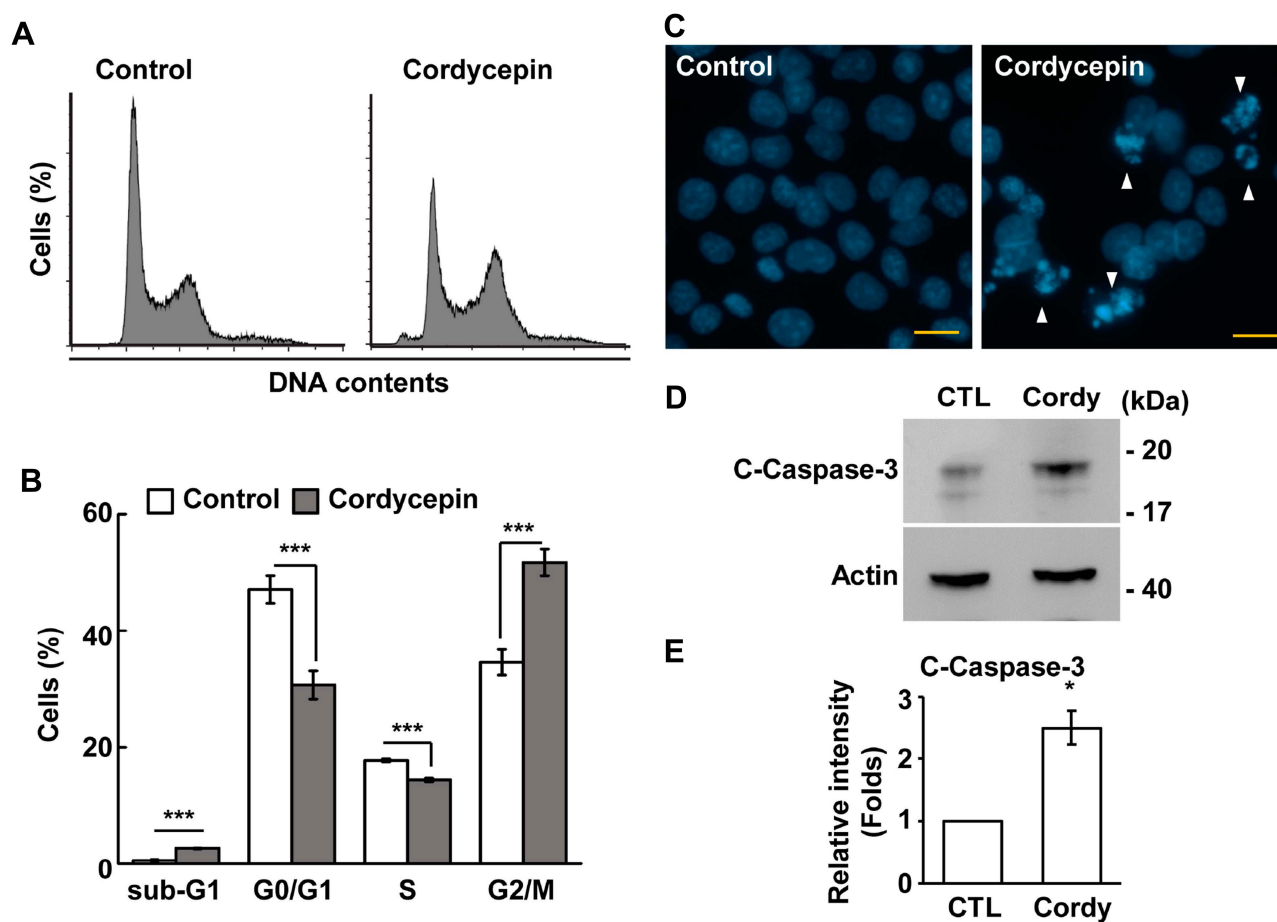 A
Control
Cordycepin
Cells (%)
DNA contents
B
Control
Cordycepin
Cells (%)
60
40
20
0
***
***
***
***
sub-G1
G0/G1
S
G2/M
C
Control
Cordycepin
D
CTL
Cordy
(kDa)
C-Caspase-3
- 20
- 17
Actin
- 40
E
C-Caspase-3
Relative intensity
(Folds)
3
2
1
0
*
CTL
Cordy